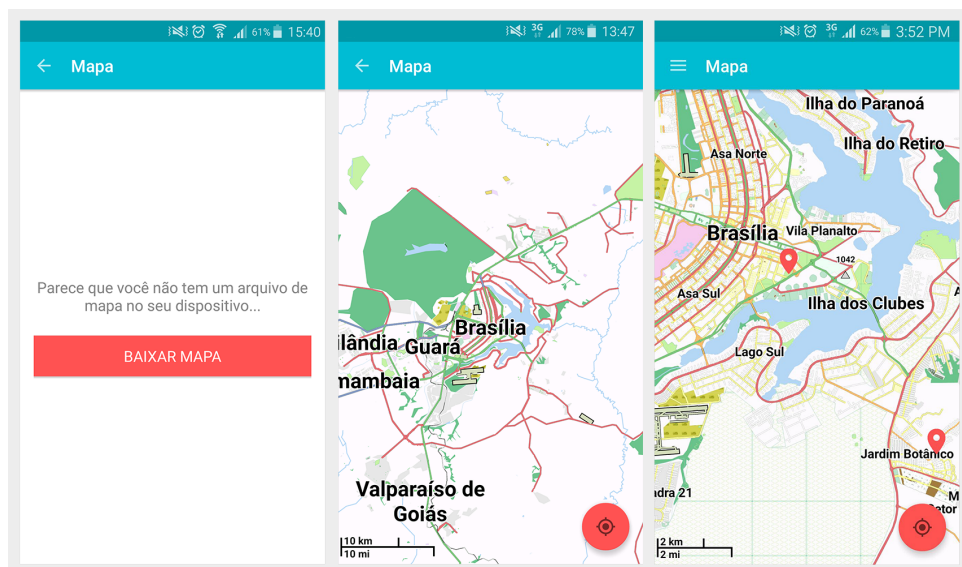 61% 15:40
Mapa
Parece que você não tem um arquivo de
mapa no seu dispositivo...
BAIXAR MAPA
3G 78% 13:47
Mapa
Brasília
ilândia Guará
mambaia
Valparaíso de
Goiás
10 km
10 mi
3G 62% 3:52 PM
Mapa
Ilha do Paranoá
Ilha do Retiro
Asa Norte
Brasília Vila Planalto
1042
Asa Sul
Ilha dos Clubes
Lago Sul
Jardim Botânico
dra 21
M
etor
2 km
2 mi